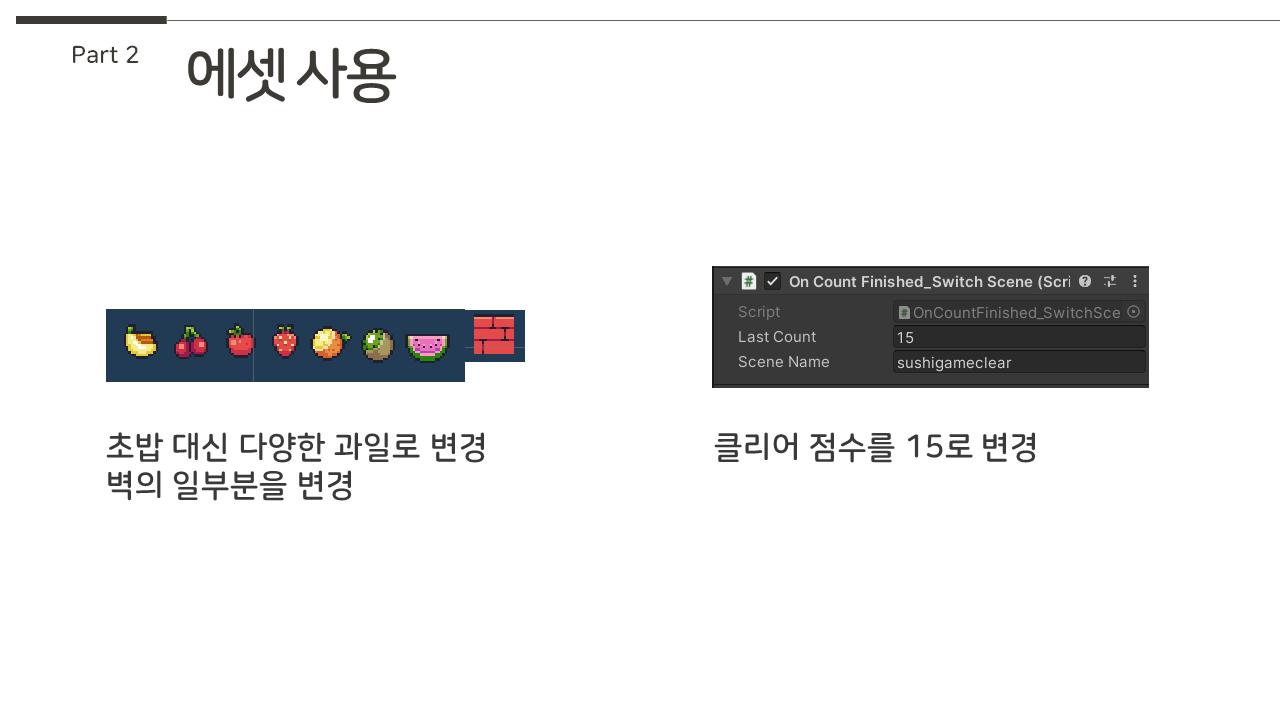 Part 2
에셋 사용
초밥 대신 다양한 과일로 변경
벽의 일부분을 변경
On Count Finished_Switch Scene (Scri
Script
OnCountFinished_SwitchSce
Last Count
15
Scene Name
sushigameclear
클리어 점수를 15로 변경